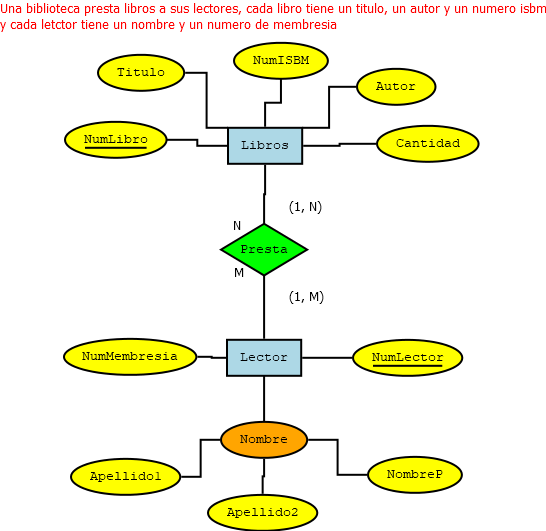 Una biblioteca presta libros a sus lectores, cada libro tiene un titulo, un autor y un numero isbm
y cada letctor tiene un nombre y un numero de membresia
NumISBM
Titulo
Autor
NumLibro
Libros
Cantidad
(1, N)
N
Presta
M
(1, M)
NumMembresia
Lector
NumLector
Nombre
Apellido1
NombreP
Apellido2